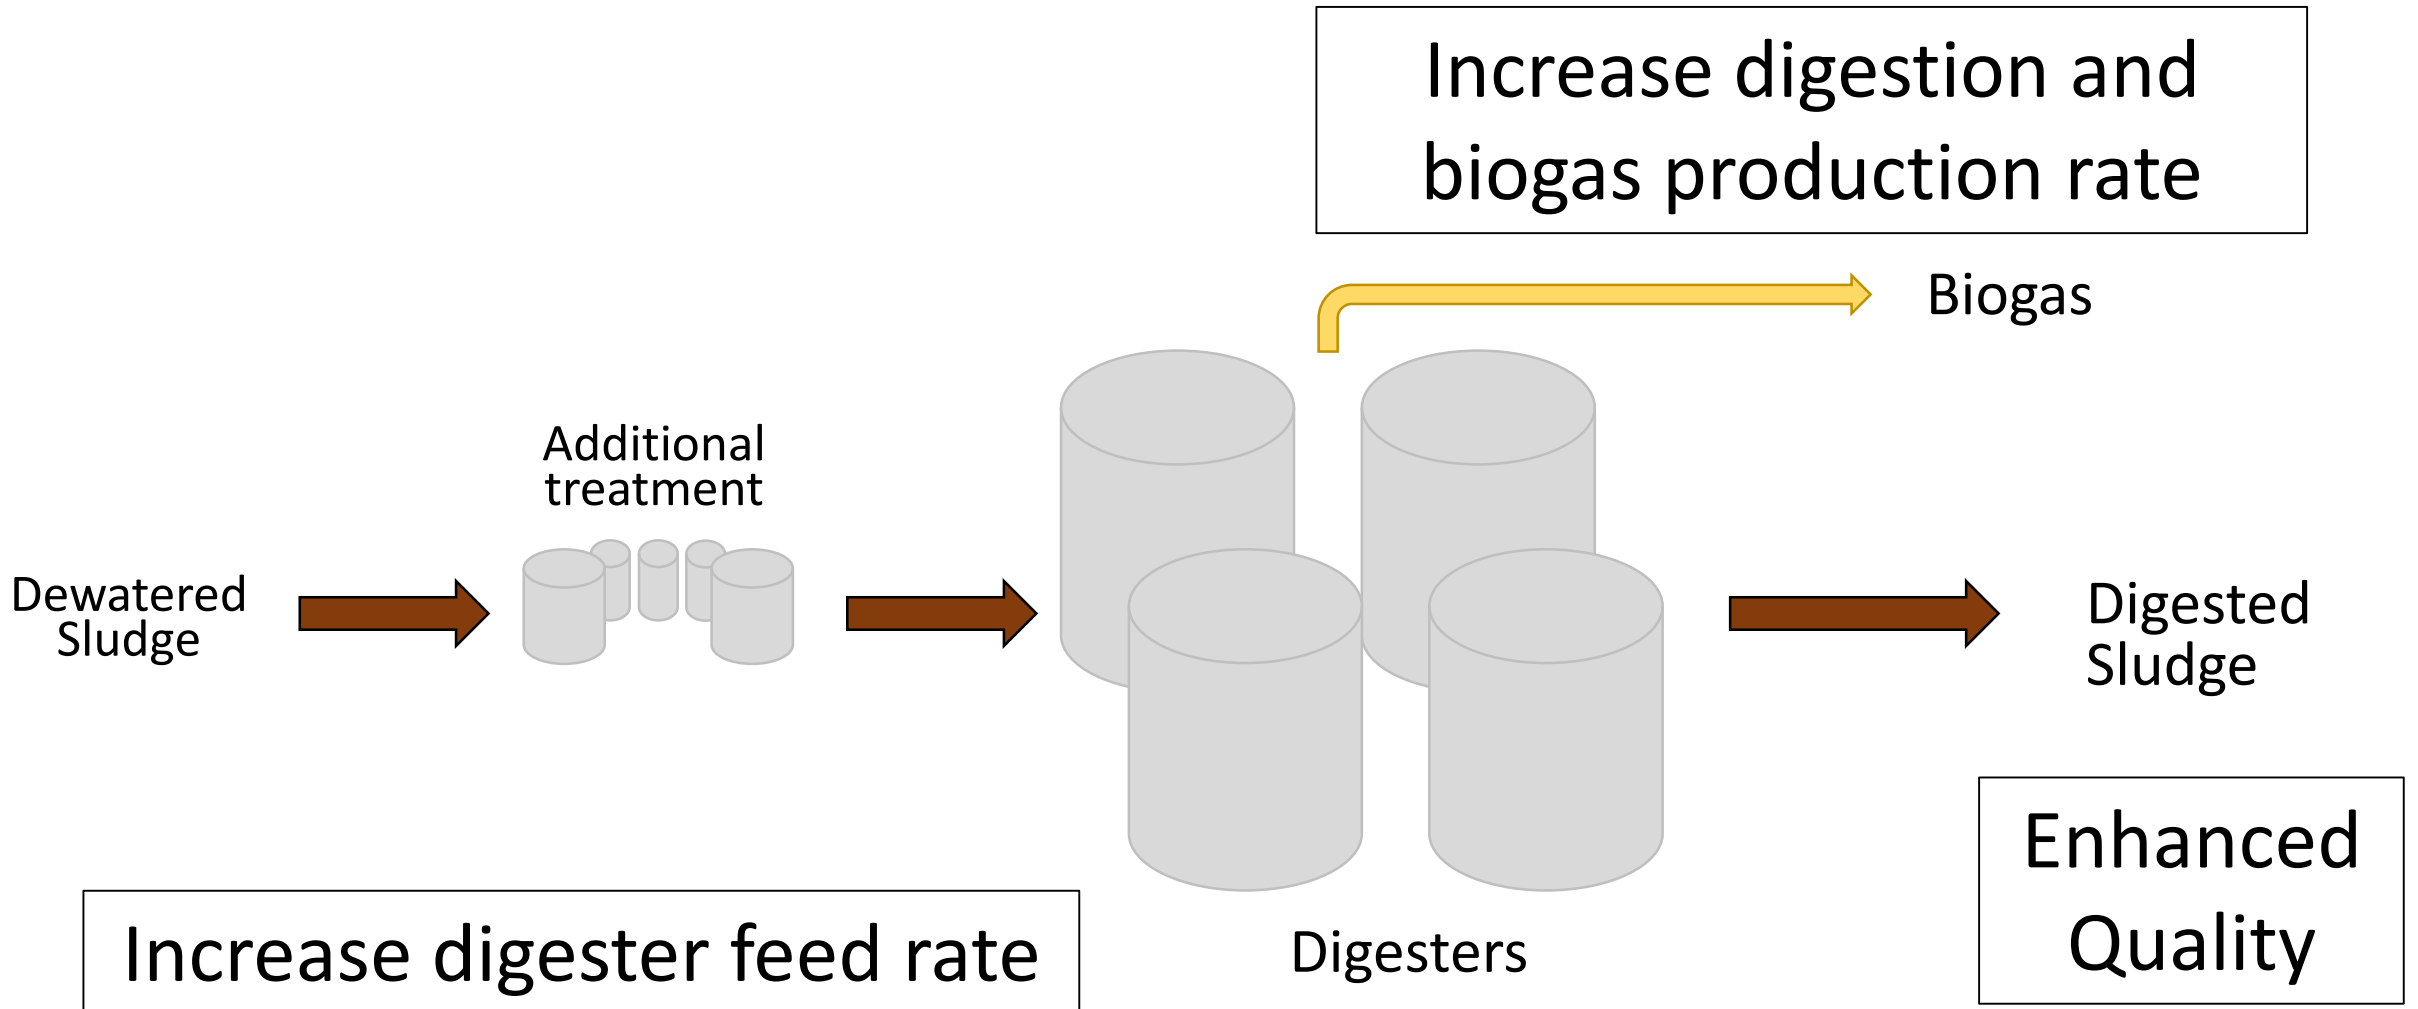 Increase digestion and
biogas production rate
Biogas
Additional
treatment
Dewatered
Sludge
Digested
Sludge
Enhanced
Quality
Increase digester feed rate
Digesters